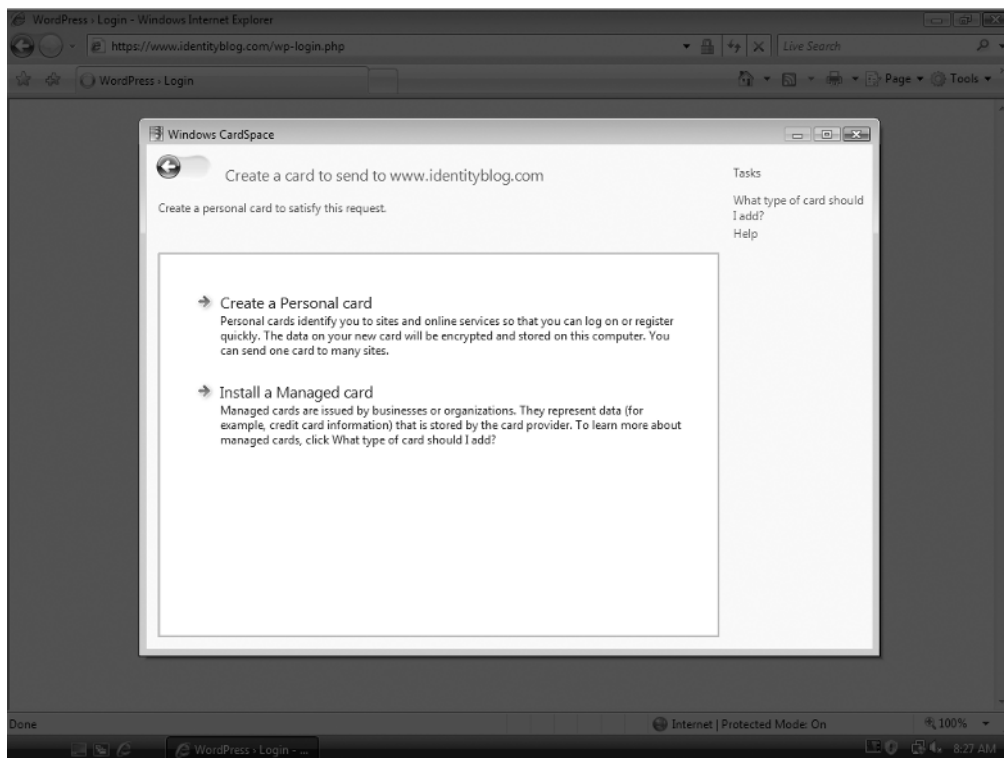 WordPress › Login - Windows Internet Explorer
https://www.identityblog.com/wp-login.php
Live Search
WordPress › Login
Page
Tools
Windows CardSpace
Create a card to send to www.identityblog.com
Create a personal card to satisfy this request.
Tasks
What type of card should
I add?
Help
Create a Personal card
Personal cards identify you to sites and online services so that you can log on or register
quickly. The data on your new card will be encrypted and stored on this computer. You
can send one card to many sites.
Install a Managed card
Managed cards are issued by businesses or organizations. They represent data (for
example, credit card information) that is stored by the card provider. To learn more about
managed cards, click What type of card should I add?
Done
Internet | Protected Mode: On
100%
WordPress › Login - ...
8:27 AM